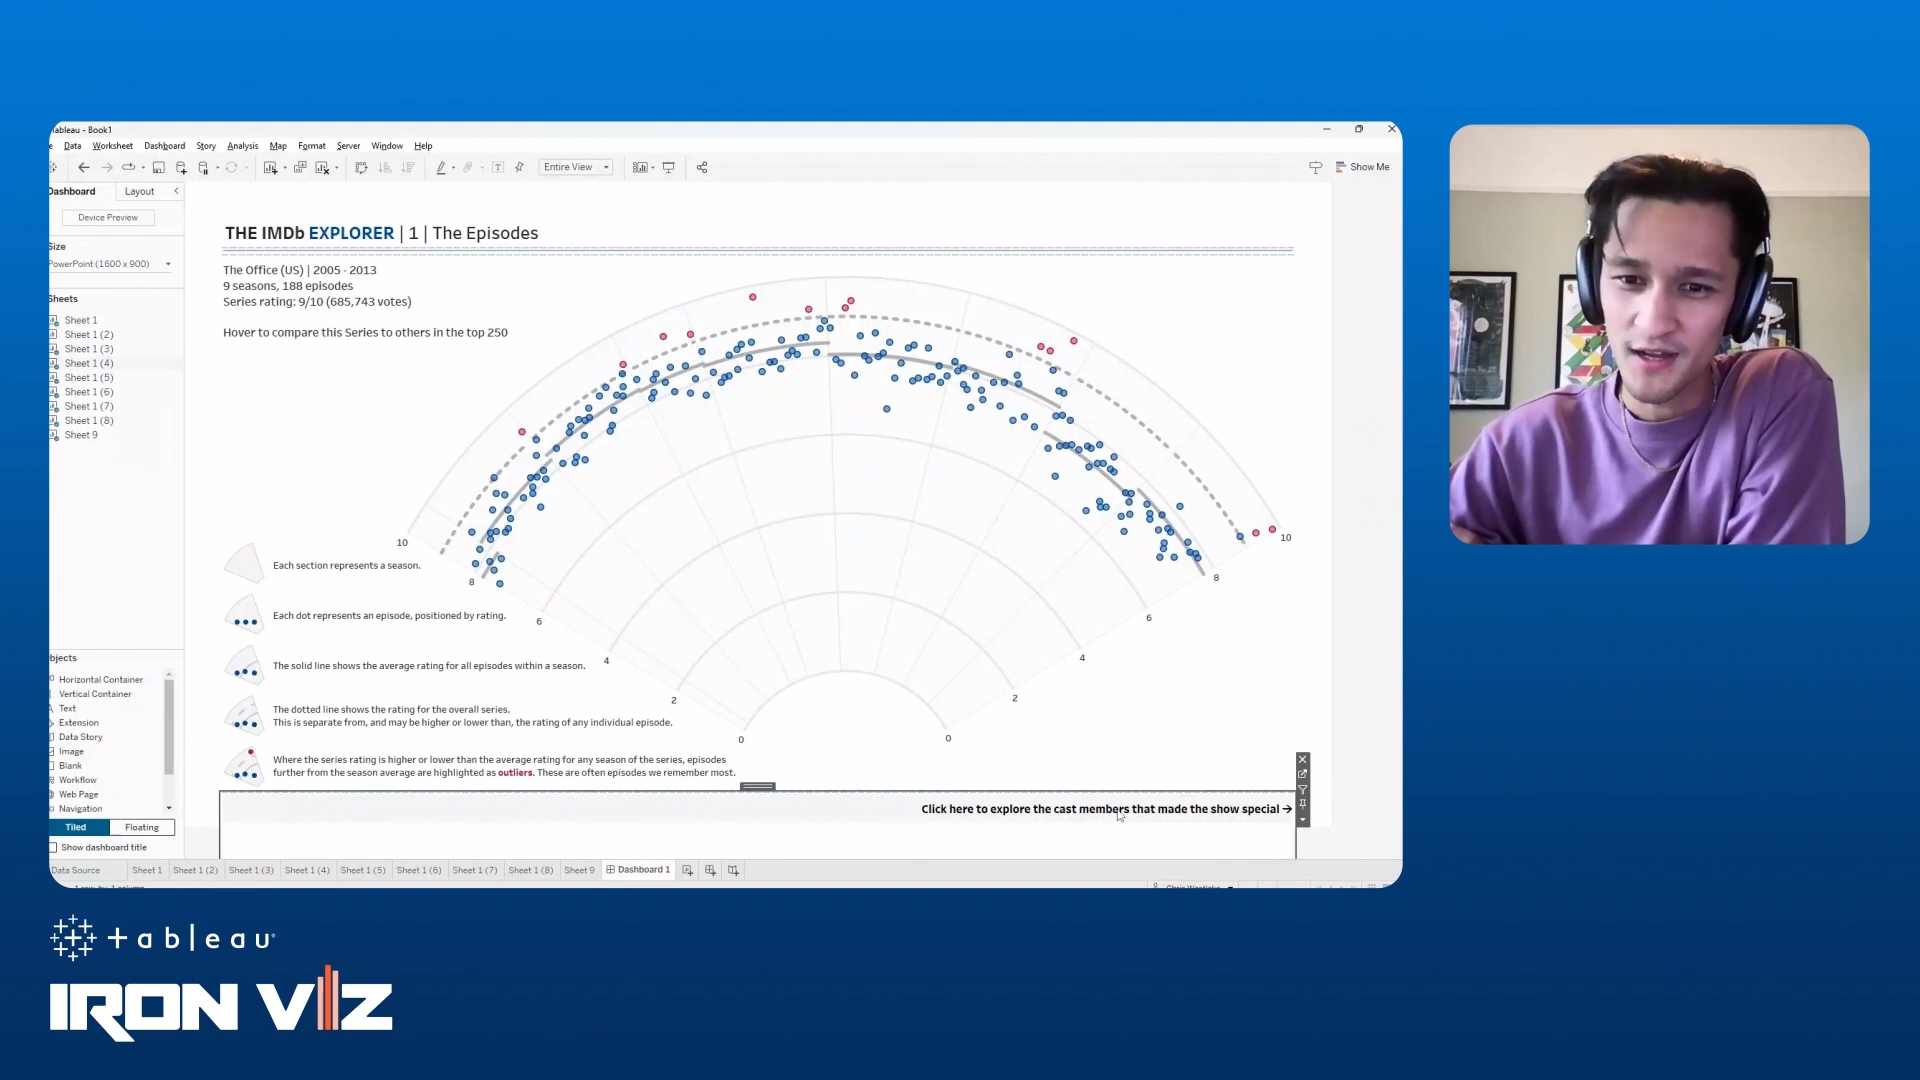 Tableau - Book1
Data Worksheet Dashboard Story Analysis Map Format Server Window Help
Entire View
Show Me
Dashboard Layout
Device Preview
Size
PowerPoint (1600 x 900)
Sheets
Sheet 1
Sheet 1 (2)
Sheet 1 (3)
Sheet 1 (4)
Sheet 1 (5)
Sheet 1 (6)
Sheet 1 (7)
Sheet 1 (8)
Sheet 9
Objects
Horizontal Container
Vertical Container
Text
Extension
Data Story
Image
Blank
Workflow
Web Page
Navigation
Tiled Floating
Show dashboard title
THE IMDb EXPLORER | 1 | The Episodes
The Office (US) | 2005 - 2013
9 seasons, 188 episodes
Series rating: 9/10 (685,743 votes)
Hover to compare this Series to others in the top 250
10
8
6
4
2
0
10
8
6
4
2
0
Each section represents a season.
Each dot represents an episode, positioned by rating.
The solid line shows the average rating for all episodes within a season.
The dotted line shows the rating for the overall series.
This is separate from, and may be higher or lower than, the rating of any individual episode.
Where the series rating is higher or lower than the average rating for any season of the series, episodes
further from the season average are highlighted as outliers. These are often episodes we remember most.
Click here to explore the cast members that made the show special →
Data Source Sheet 1 Sheet 1 (2) Sheet 1 (3) Sheet 1 (4) Sheet 1 (5) Sheet 1 (6) Sheet 1 (7) Sheet 1 (8) Sheet 9 Dashboard 1
+ableau
IRON VIZ